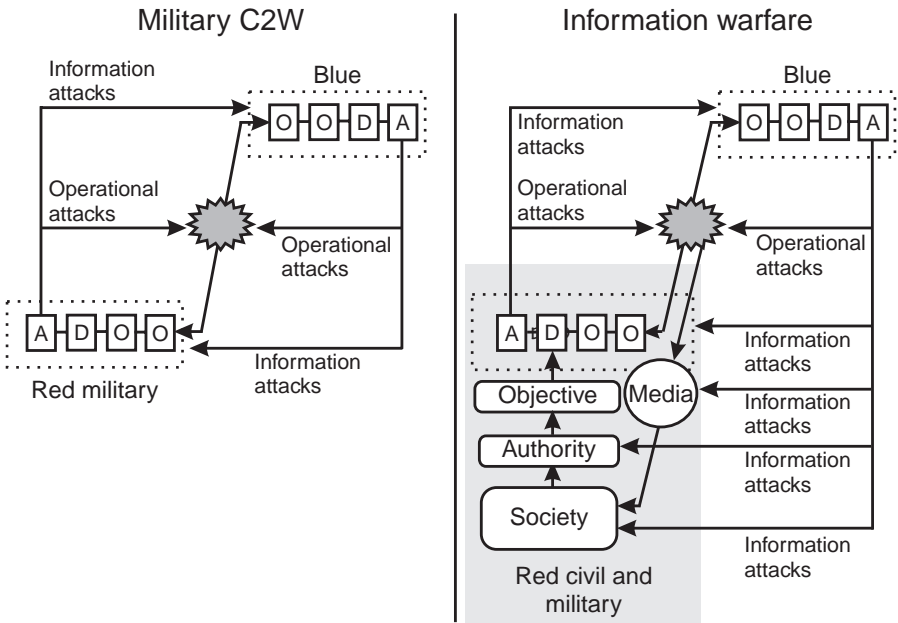 Military C2W
Information
attacks
Blue
O O D A
Operational
attacks
Operational
attacks
A D O O
Information
attacks
Red military
Information warfare
Blue
O O D A
Information
attacks
Operational
attacks
Operational
attacks
A D O O
Information
attacks
Objective
Media
Information
attacks
Authority
Information
attacks
Society
Information
attacks
Red civil and
military